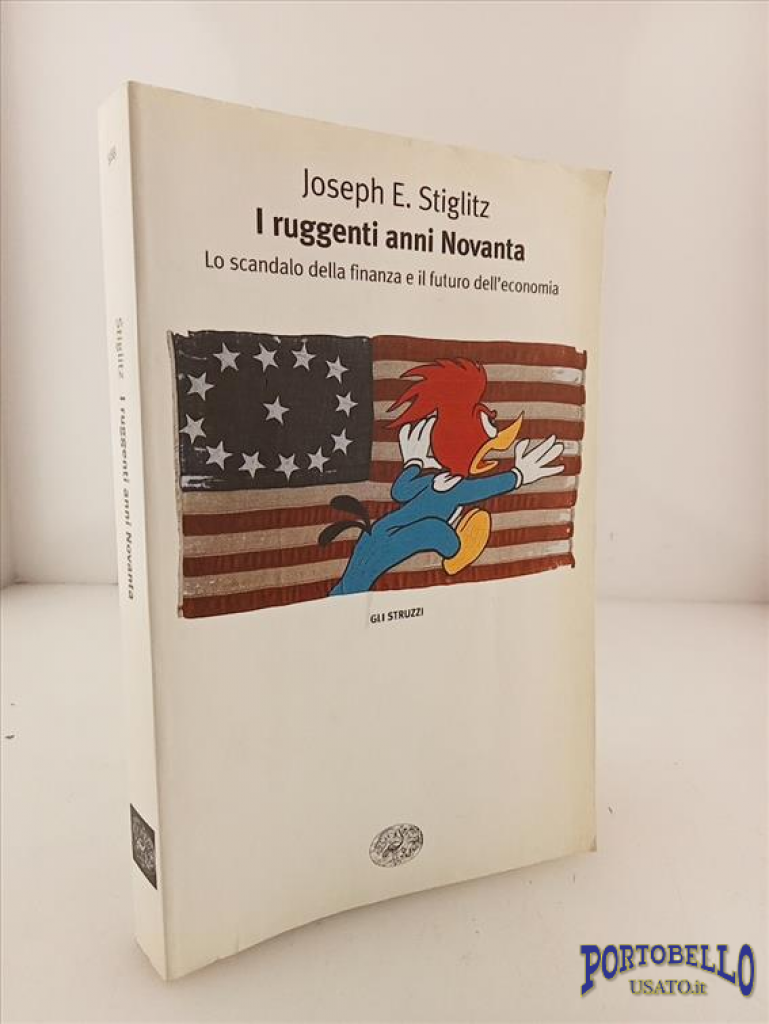 Joseph E. Stiglitz
I ruggenti anni Novanta
Lo scandalo della finanza e il futuro dell'economia
GLI STRUZZI
Stiglitz I ruggenti anni Novanta
PORTOBELLO
USATO.it